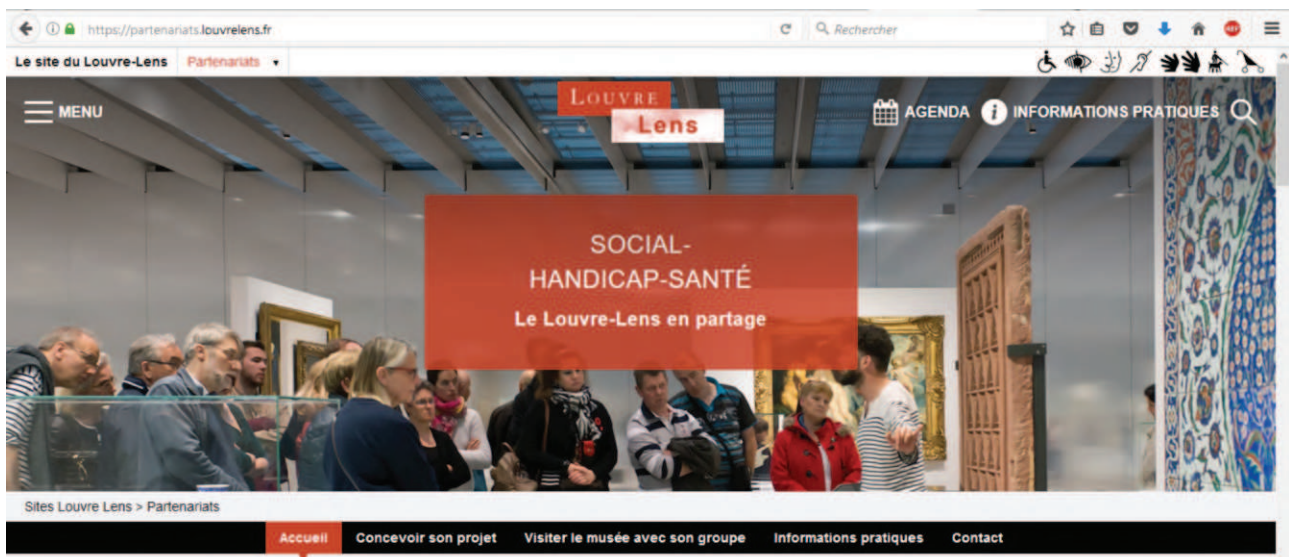 https://partenariats.louvrelens.fr
Rechercher
ABP
Le site du Louvre-Lens Partenariats
MENU
LOUVRE
Lens
AGENDA
i INFORMATIONS PRATIQUES
SOCIAL-
HANDICAP-SANTÉ
Le Louvre-Lens en partage
Sites Louvre Lens > Partenariats
Accueil Concevoir son projet Visiter le musée avec son groupe Informations pratiques Contact